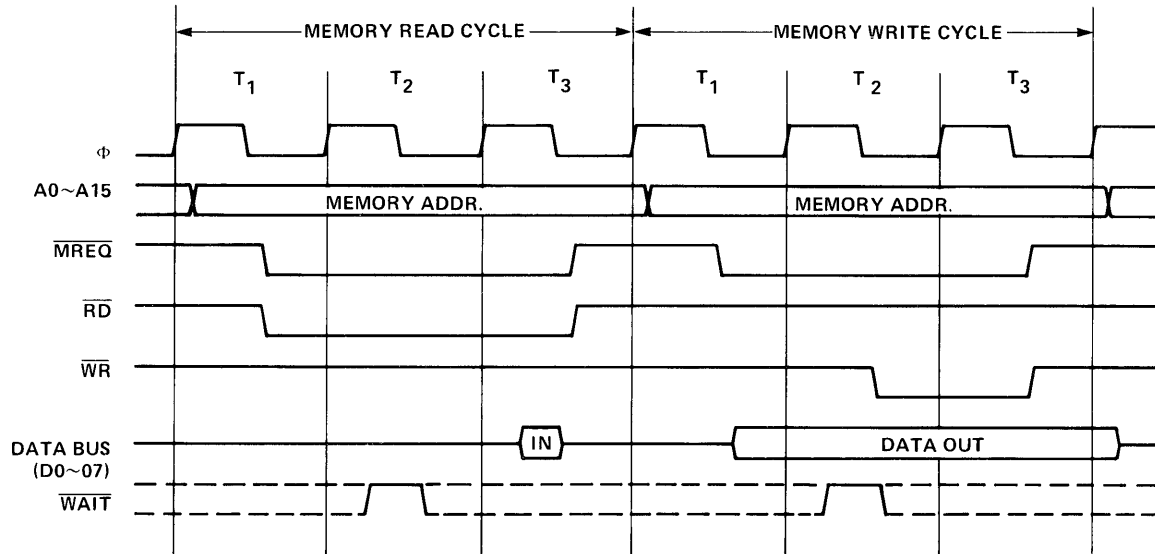 MEMORY READ CYCLE MEMORY WRITE CYCLE
T1 T2 T3 T1 T2 T3
Φ
A0~A15 MEMORY ADDR. MEMORY ADDR.
MREQ
RD
WR
DATA BUS IN DATA OUT
(D0~07)
WAIT